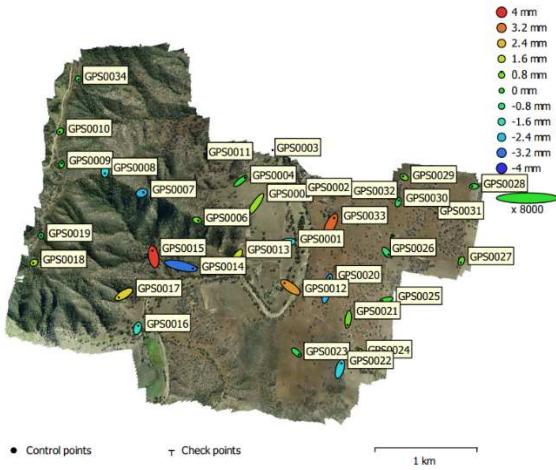 4 mm
3.2 mm
2.4 mm
1.6 mm
0.8 mm
0 mm
-0.8 mm
-1.6 mm
-2.4 mm
-3.2 mm
-4 mm
x 8000
GPS0034
GPS0010
GPS0011
GPS0003
GPS0009
GPS0008
GPS0004
GPS0029
GPS0028
GPS0007
GPS0002
GPS0032
GPS0030
GPS0031
GPS0006
GPS0033
GPS0019
GPS0001
GPS0015
GPS0013
GPS0026
GPS0018
GPS0014
GPS0027
GPS0020
GPS0017
GPS0012
GPS0025
GPS0021
GPS0016
GPS0023
GPS0024
GPS0022
Control points
Check points
1 km